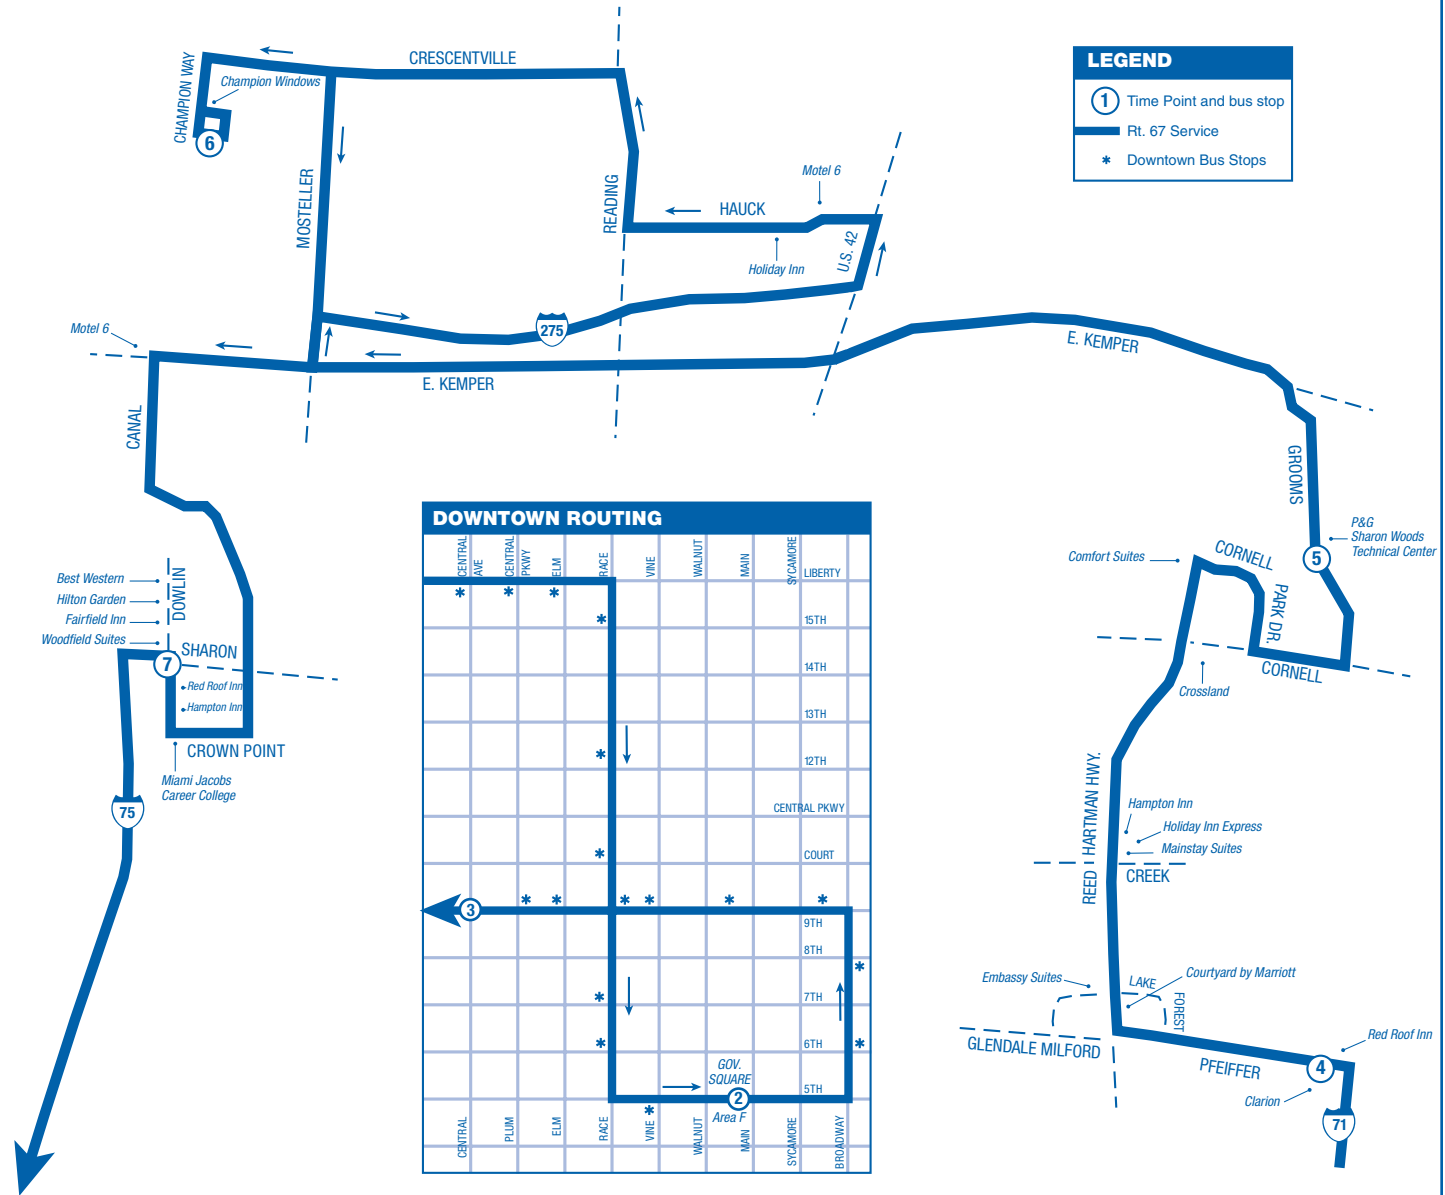 CRESCENTVILLE
CHAMPION WAY
Champion Windows
6
MOSTELLER
READING
Motel 6
HAUCK
Holiday Inn
U.S. 42
LEGEND
1 Time Point and bus stop
Rt. 67 Service
* Downtown Bus Stops
275
Motel 6
E. KEMPER
E. KEMPER
CANAL
GROOMS
P&G
Sharon Woods
Technical Center
5
Comfort Suites
CORNELL
PARK DR.
CORNELL
Crossland
Best Western
Hilton Garden
Fairfield Inn
Woodfield Suites
DOWLIN
SHARON
7
Red Roof Inn
Hampton Inn
CROWN POINT
Miami Jacobs
Career College
75
DOWNTOWN ROUTING
CENTRAL
AVE
CENTRAL
PKWY
ELM
RACE
VINE
WALNUT
MAIN
SYCAMORE
LIBERTY
15TH
14TH
13TH
12TH
CENTRAL PKWY
COURT
3
9TH
8TH
7TH
6TH
GOV.
SQUARE
5TH
2
Area F
CENTRAL
PLUM
ELM
RACE
VINE
WALNUT
MAIN
SYCAMORE
BROADWAY
REED HARTMAN HWY.
Hampton Inn
Holiday Inn Express
Mainstay Suites
CREEK
Embassy Suites
LAKE
FOREST
Courtyard by Marriott
GLENDALE MILFORD
PFEIFFER
Red Roof Inn
4
Clarion
71